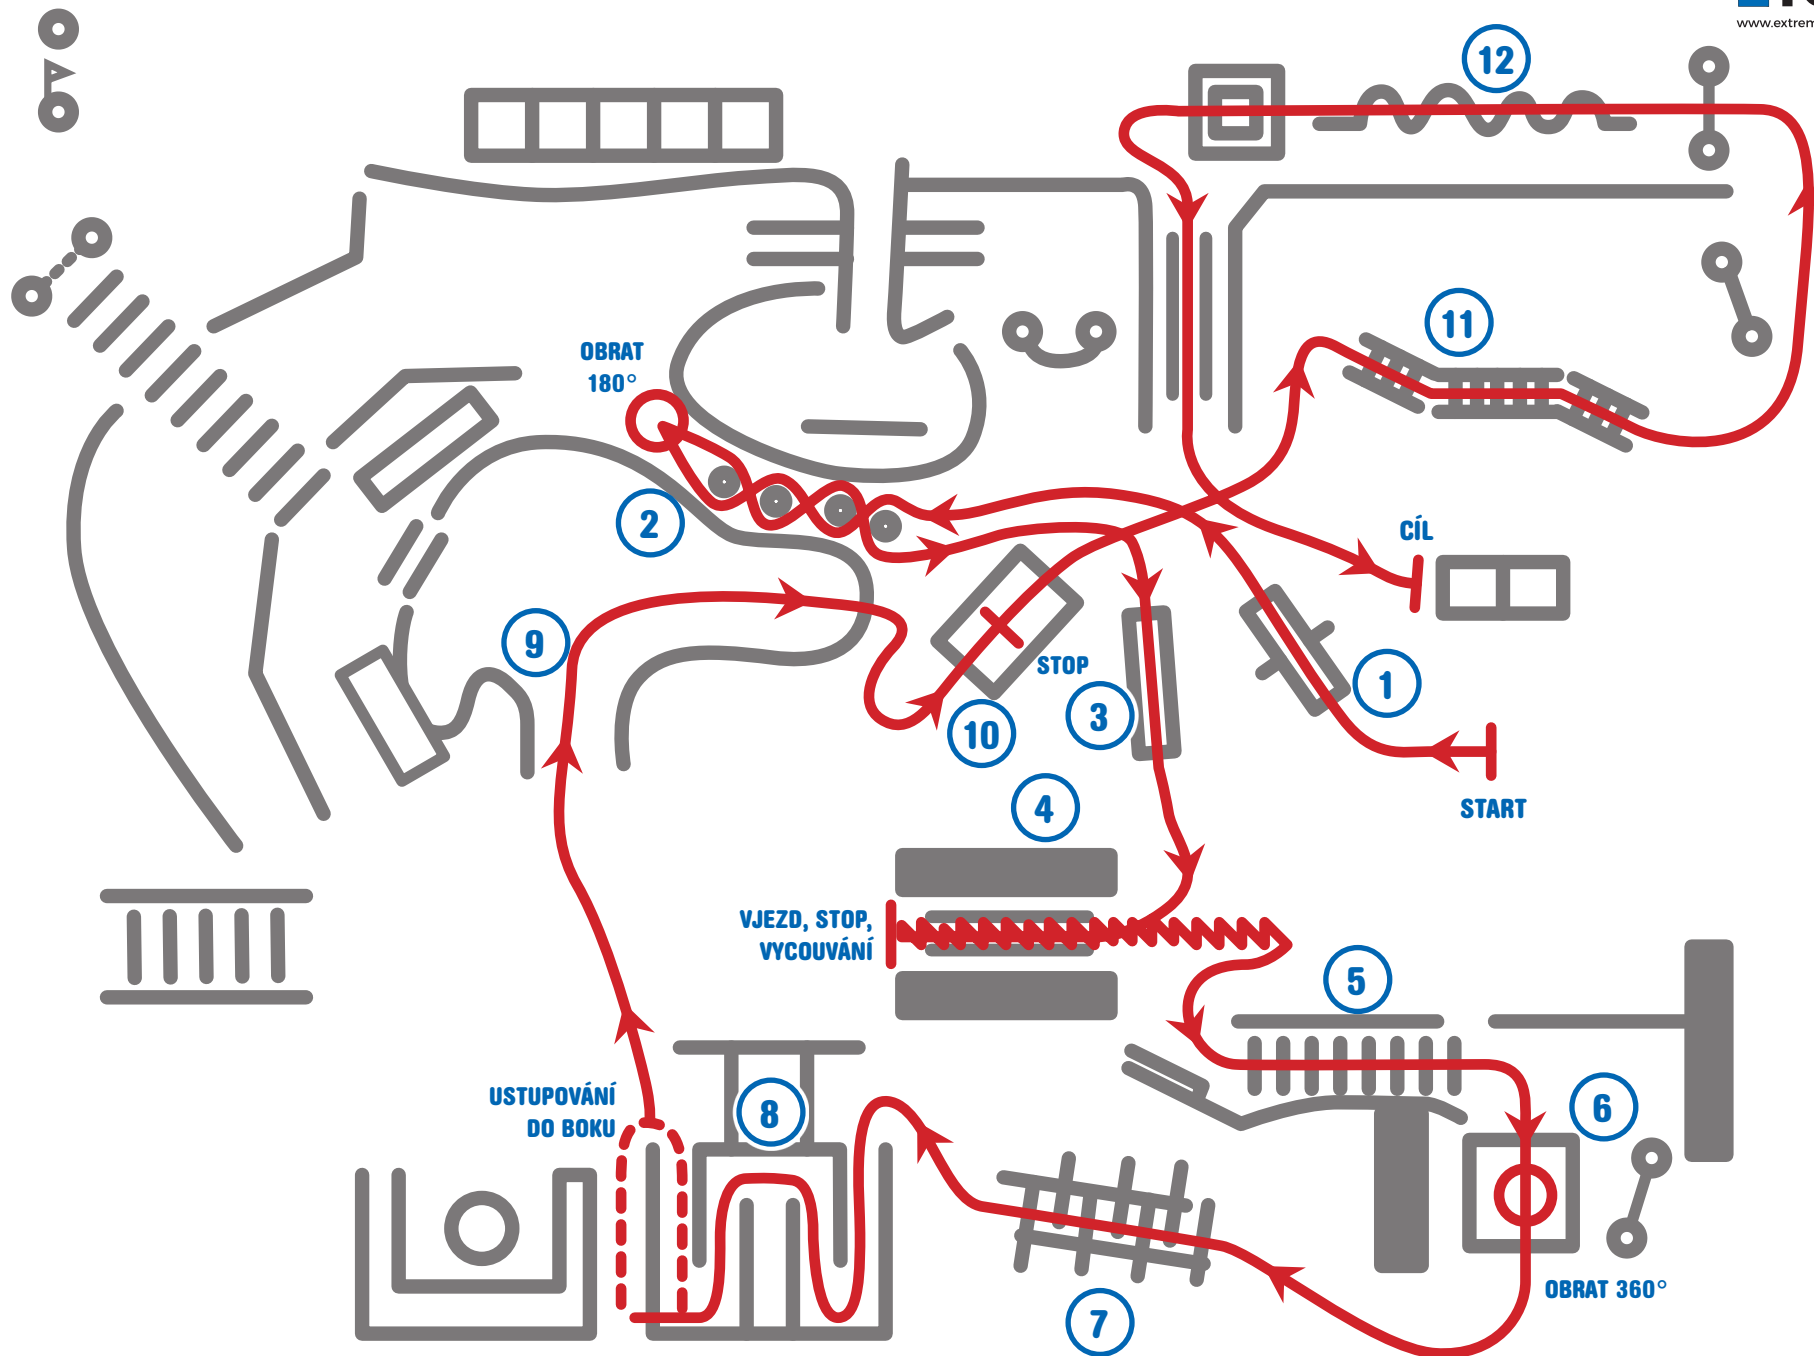 www.extrem
12
11
OBRAT
180°
2
CÍL
9
STOP
1
3
10
START
4
VJEZD, STOP,
VYCOUVÁNÍ
5
USTUPOVÁNÍ
DO BOKU
8
6
OBRAT 360°
7